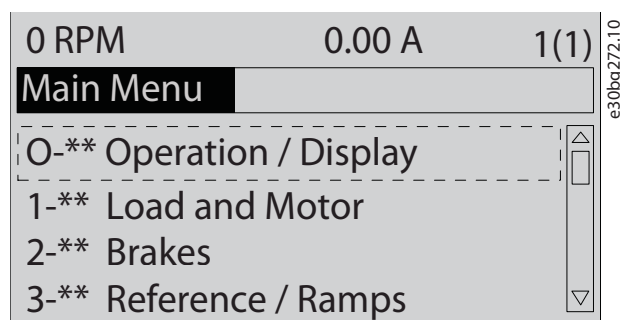 0 RPM 0.00 A 1(1)
Main Menu
O-** Operation / Display
1-** Load and Motor
2-** Brakes
3-** Reference / Ramps
e30bq272.10